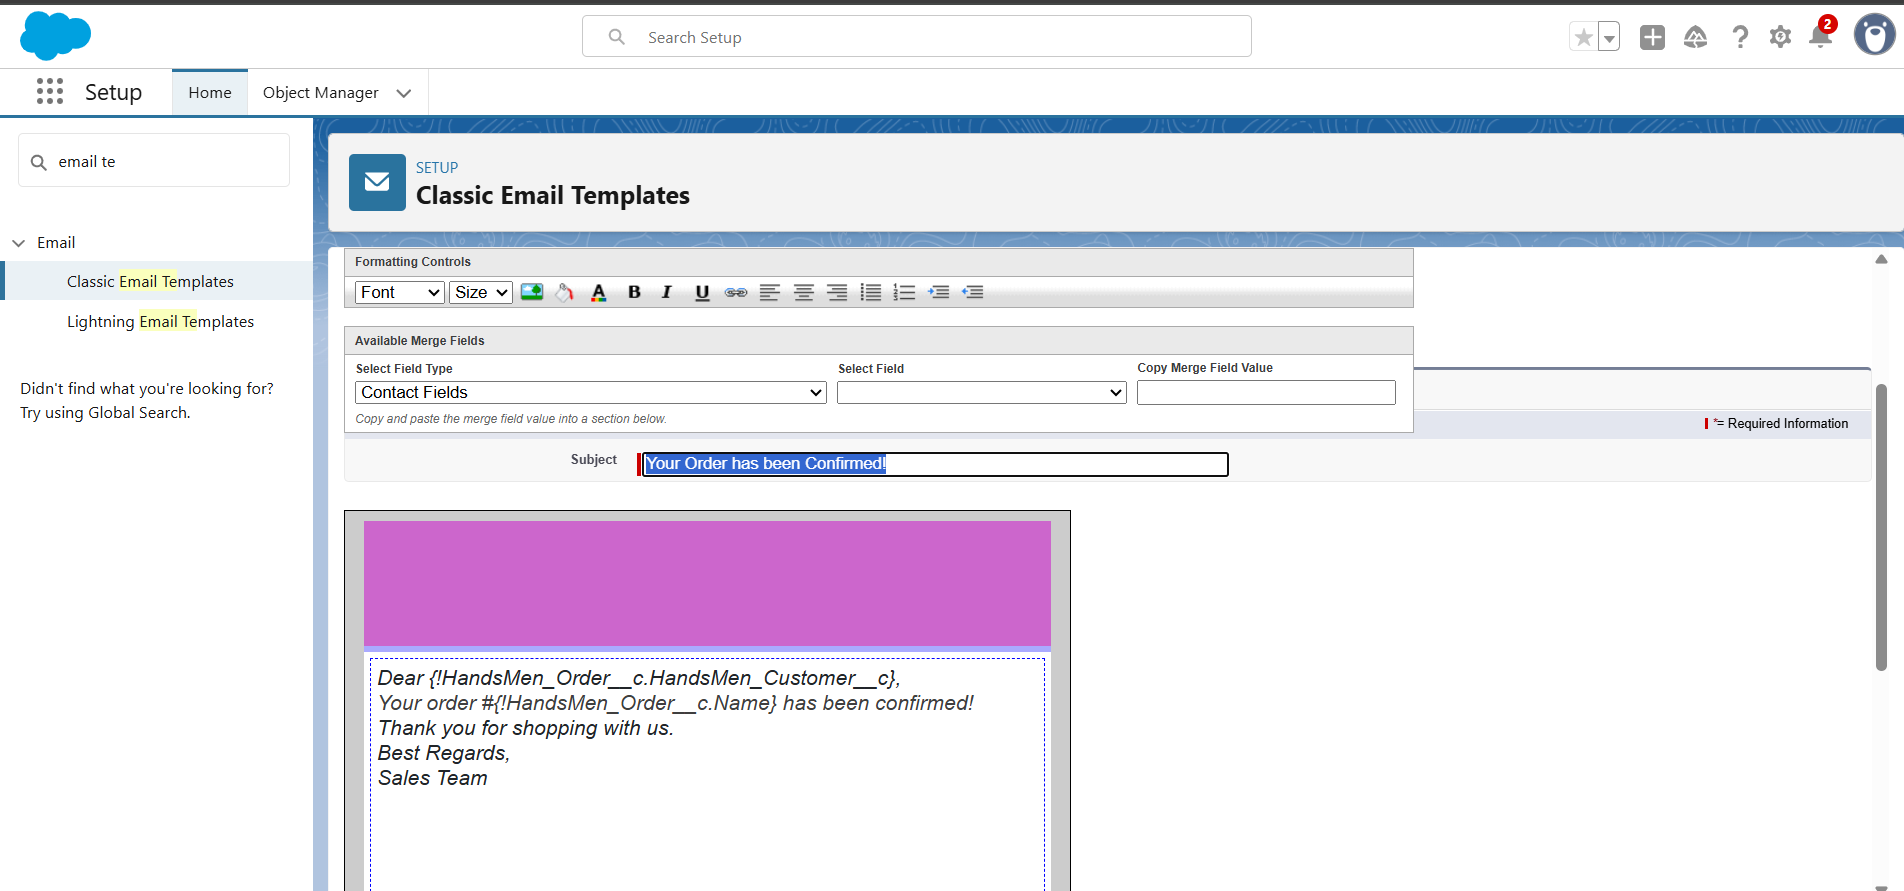 Search Setup
2
Setup
Home
Object Manager
email te
Email
Classic Email Templates
Lightning Email Templates
Didn't find what you're looking for?
Try using Global Search.
SETUP
Classic Email Templates
Formatting Controls
Font
Size
A
B
I
U
Available Merge Fields
Select Field Type
Select Field
Copy Merge Field Value
Contact Fields
Copy and paste the merge field value into a section below.
*= Required Information
Subject
Your Order has been Confirmed!
Dear {!HandsMen_Order__c.HandsMen_Customer__c},
Your order #{!HandsMen_Order__c.Name} has been confirmed!
Thank you for shopping with us.
Best Regards,
Sales Team